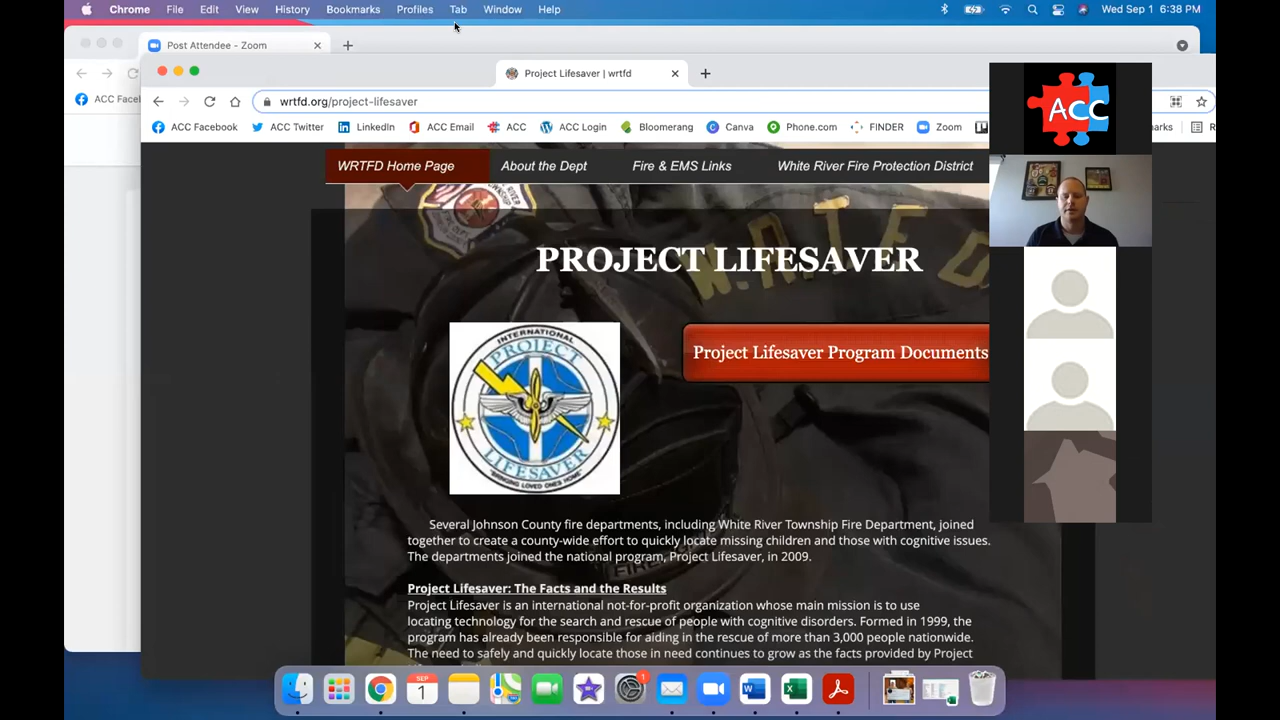 Chrome File Edit View History Bookmarks Profiles Tab Window Help Wed Sep 1 6:38 PM
Post Attendee - Zoom
Project Lifesaver | wrtfd
wrtfd.org/project-lifesaver
ACC Faceb
ACC Facebook ACC Twitter LinkedIn ACC Email ACC ACC Login Bloomerang Canva Phone.com FINDER Zoom
ACC
WRTFD Home Page About the Dept Fire & EMS Links White River Fire Protection District
W.R.T.F.D
PROJECT LIFESAVER
Project Lifesaver Program Documents
INTERNATIONAL
PROJECT
LIFESAVER
"BRINGING LOVED ONES HOME"
Several Johnson County fire departments, including White River Township Fire Department, joined
together to create a county-wide effort to quickly locate missing children and those with cognitive issues.
The departments joined the national program, Project Lifesaver, in 2009.
Project Lifesaver: The Facts and the Results
Project Lifesaver is an international not-for-profit organization whose main mission is to use
locating technology for the search and rescue of people with cognitive disorders. Formed in 1999, the
program has already been responsible for aiding in the rescue of more than 3,000 people nationwide.
The need to safely and quickly locate those in need continues to grow as the facts provided by Project
SEP
1
1